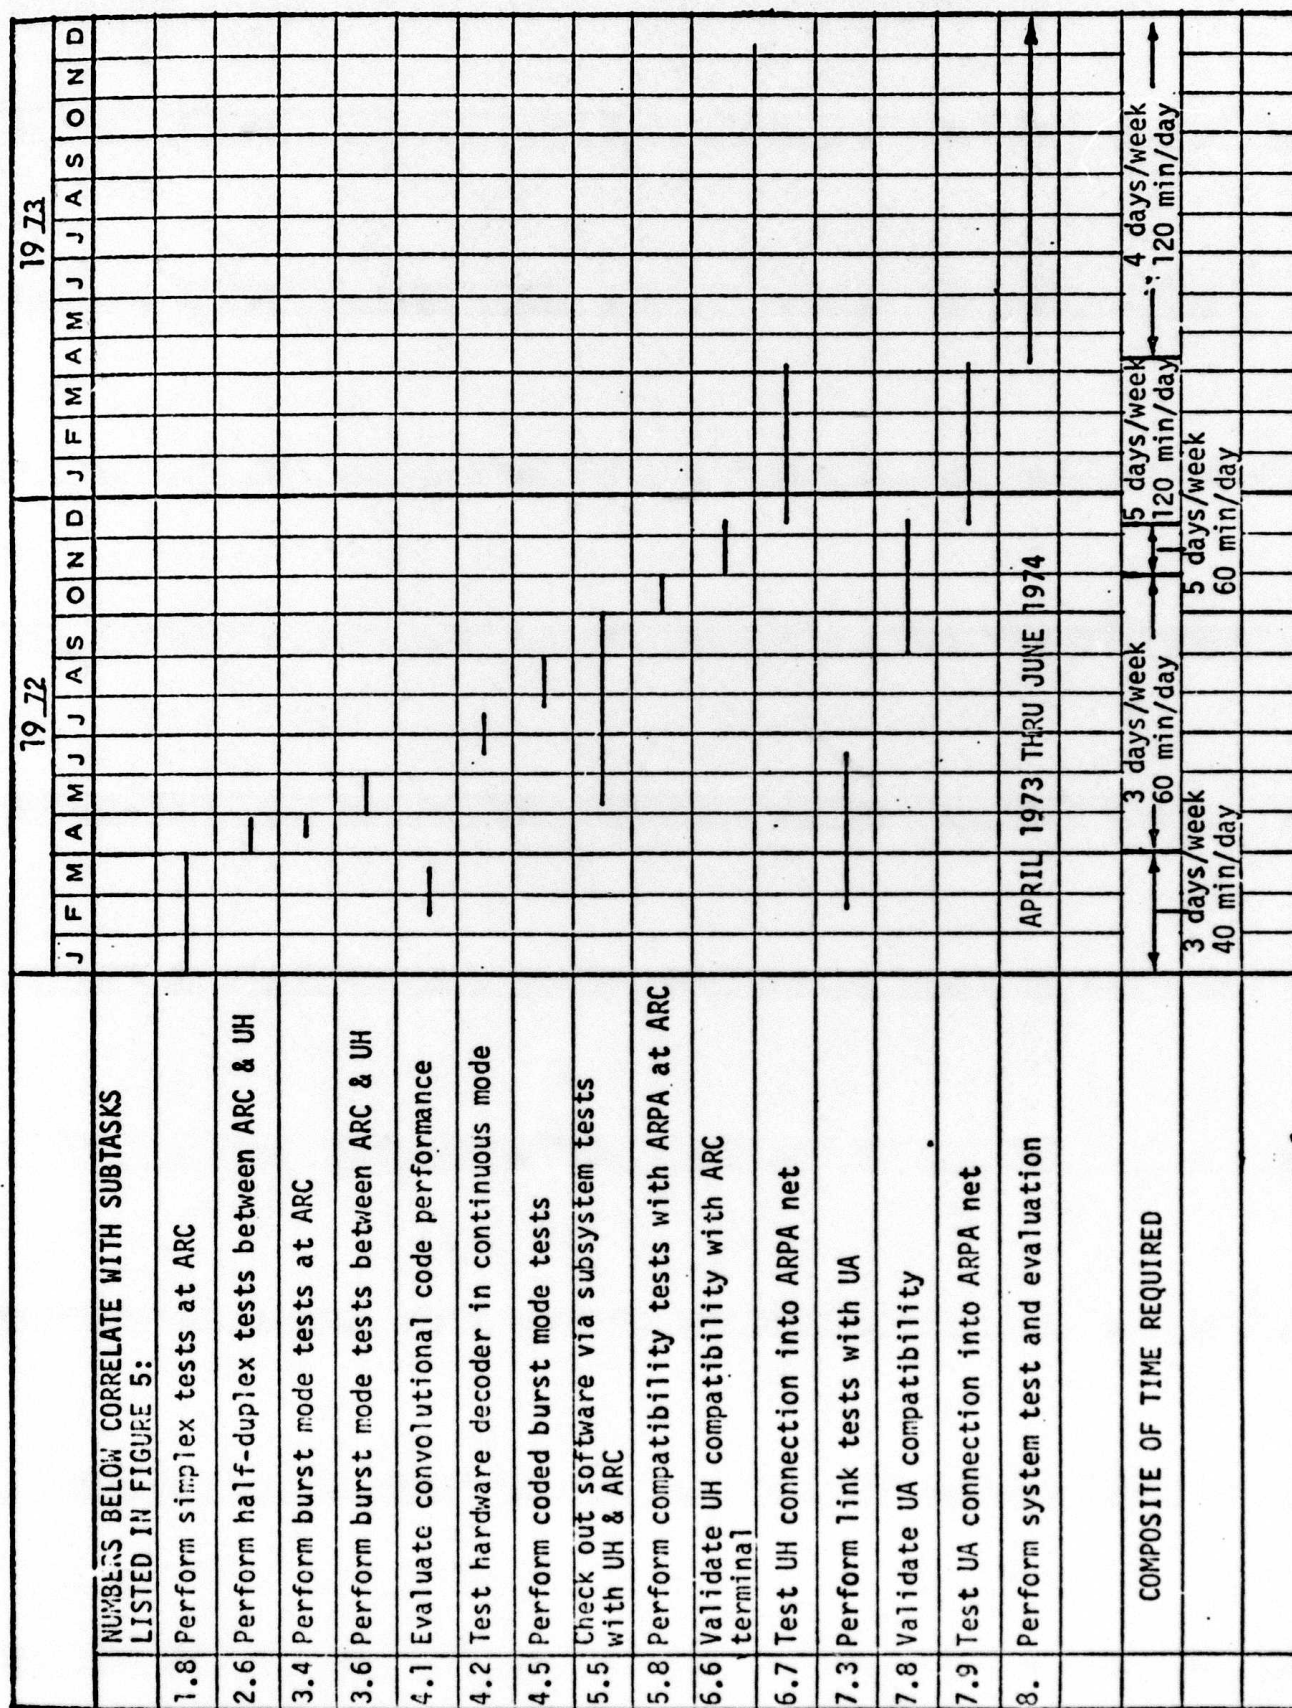 19 72
19 73
J F M A M J J A S O N D J F M A M J J A S O N D
NUMBERS BELOW CORRELATE WITH SUBTASKS
LISTED IN FIGURE 5:
1.8 Perform simplex tests at ARC
2.6 Perform half-duplex tests between ARC & UH
3.4 Perform burst mode tests at ARC
3.6 Perform burst mode tests between ARC & UH
4.1 Evaluate convolutional code performance
4.2 Test hardware decoder in continuous mode
4.5 Perform coded burst mode tests
5.5 Check out software via subsystem tests
with UH & ARC
5.8 Perform compatibility tests with ARPA at ARC
6.6 Validate UH compatibility with ARC
terminal
6.7 Test UH connection into ARPA net
7.3 Perform link tests with UA
7.8 Validate UA compatibility
7.9 Test UA connection into ARPA net
8. Perform system test and evaluation
APRIL 1973 THRU JUNE 1974
COMPOSITE OF TIME REQUIRED
3 days/week
40 min/day
3 days/week
60 min/day
5 days/week
60 min/day
5 days/week
120 min/day
4 days/week
120 min/day